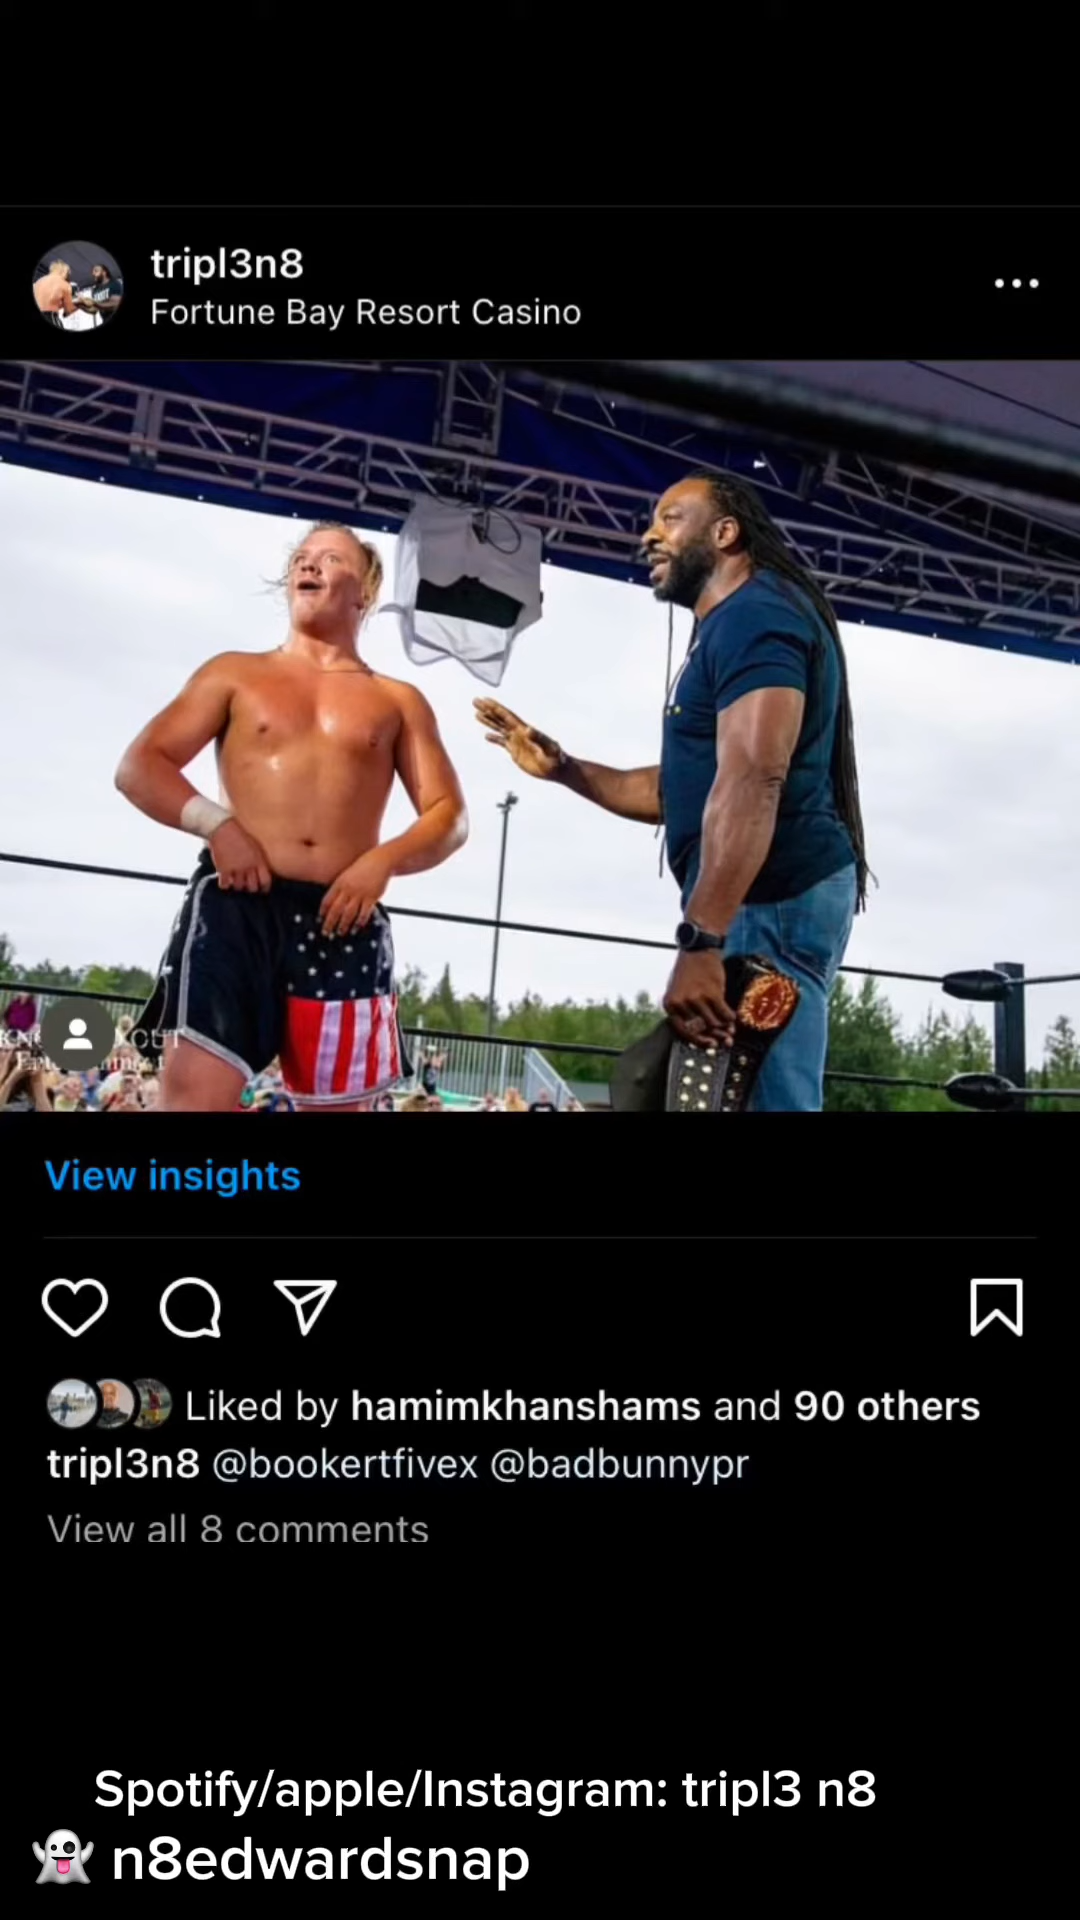 tripl3n8
Fortune Bay Resort Casino
View insights
Liked by hamimkhanshams and 90 others
tripl3n8 @bookertfivex @badbunnypr
View all 8 comments
Spotify/apple/Instagram: tripl3 n8
👻 n8edwardsnap